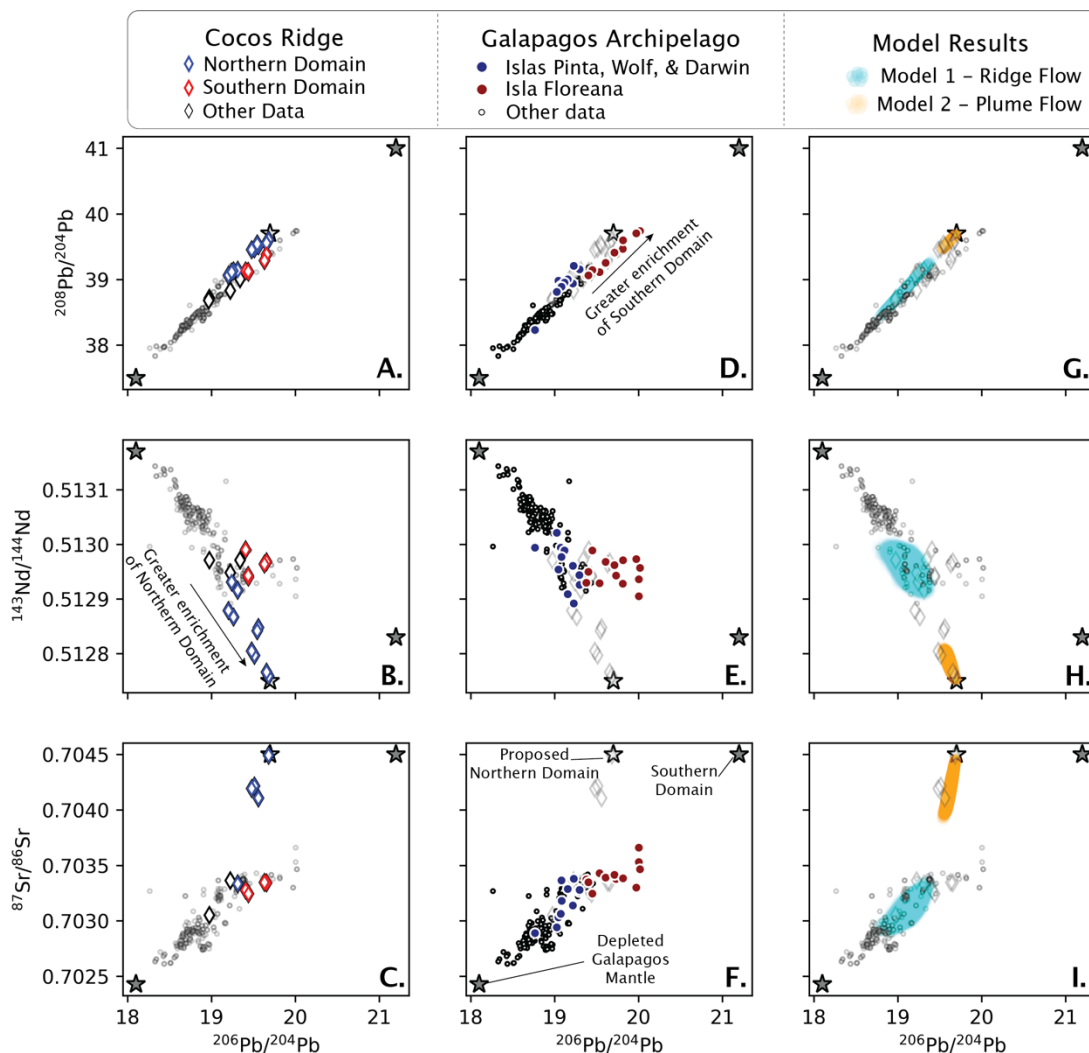 Cocos Ridge
Northern Domain
Southern Domain
Other Data
Galapagos Archipelago
Islas Pinta, Wolf, & Darwin
Isla Floreana
Other data
Model Results
Model 1 – Ridge Flow
Model 2 – Plume Flow
41
40
39
38
208Pb/204Pb
A.
Greater enrichment
of Southern Domain
D.
G.
0.5131
0.5130
0.5129
0.5128
143Nd/144Nd
Greater enrichment
of Northern Domain
B.
E.
H.
0.7045
0.7040
0.7035
0.7030
0.7025
87Sr/86Sr
C.
Proposed
Northern Domain
Southern
Domain
Depleted
Galapagos
Mantle
F.
I.
18 19 20 21
18 19 20 21
18 19 20 21
206Pb/204Pb
206Pb/204Pb
206Pb/204Pb